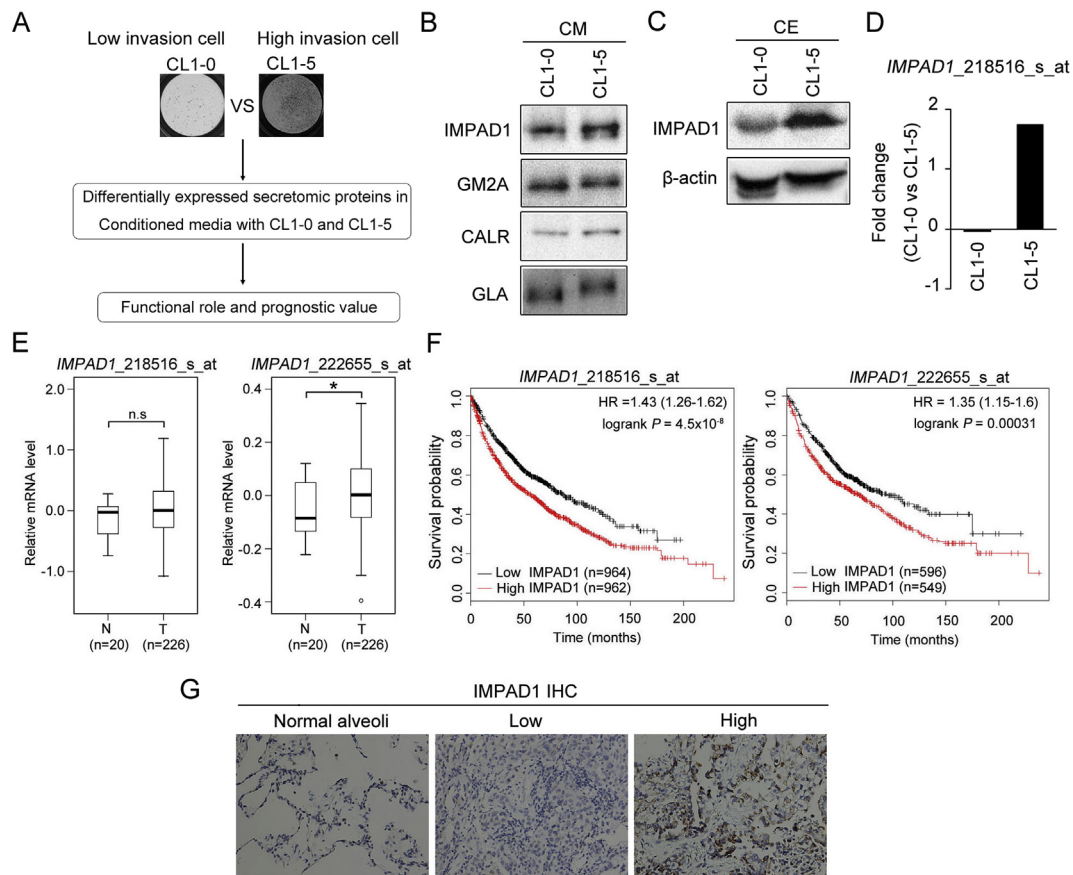 A
Low invasion cell
High invasion cell
CL1-0
CL1-5
VS
Differentially expressed secretomic proteins in
Conditioned media with CL1-0 and CL1-5
Functional role and prognostic value
B
CM
CL1-0
CL1-5
IMPAD1
GM2A
CALR
GLA
C
CE
CL1-0
CL1-5
IMPAD1
β-actin
D
IMPAD1_218516_s_at
Fold change
(CL1-0 vs CL1-5)
2
1
0
-1
CL1-0
CL1-5
E
IMPAD1_218516_s_at
Relative mRNA level
2.0
1.0
0.0
-1.0
n.s
N
T
(n=20)
(n=226)
IMPAD1_222655_s_at
Relative mRNA level
0.4
0.2
0.0
-0.2
-0.4
*
N
T
(n=20)
(n=226)
F
IMPAD1_218516_s_at
HR =1.43 (1.26-1.62)
logrank P = 4.5x10-8
Survival probability
1.0
0.8
0.6
0.4
0.2
0.0
Low IMPAD1 (n=964)
High IMPAD1 (n=962)
0 50 100 150 200
Time (months)
IMPAD1_222655_s_at
HR = 1.35 (1.15-1.6)
logrank P = 0.00031
Survival probability
1.0
0.8
0.6
0.4
0.2
0.0
Low IMPAD1 (n=596)
High IMPAD1 (n=549)
0 50 100 150 200
Time (months)
G
IMPAD1 IHC
Normal alveoli
Low
High